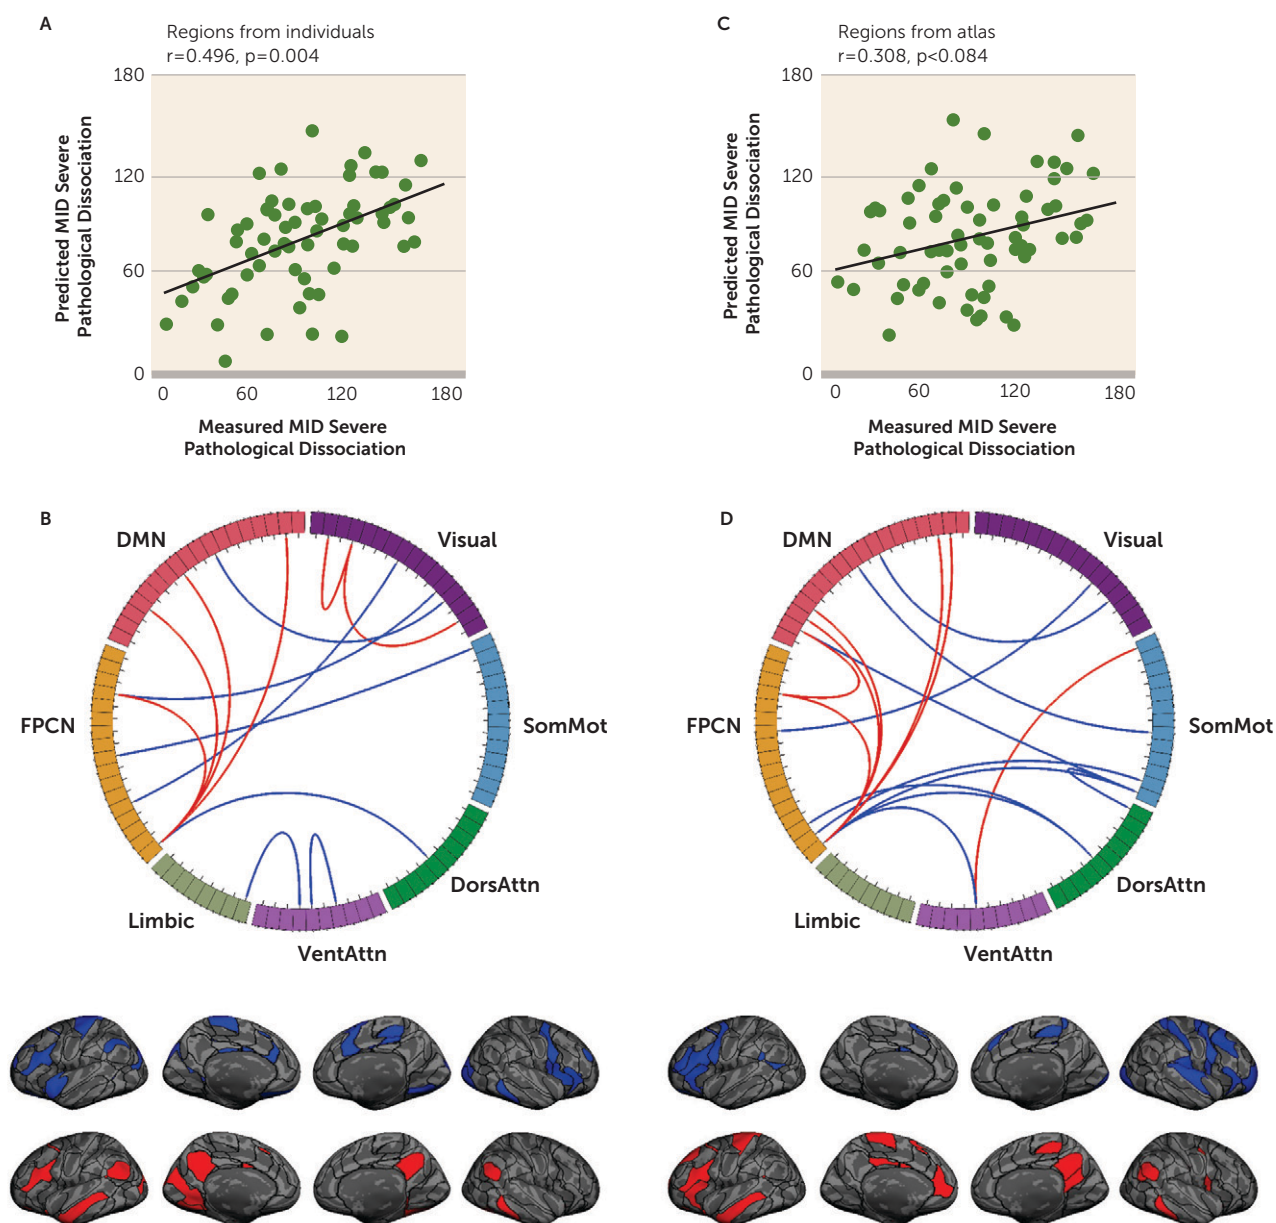 A
Regions from individuals
r=0.496, p=0.004
180
120
60
0
0 60 120 180
Predicted MID Severe
Pathological Dissociation
Measured MID Severe
Pathological Dissociation
C
Regions from atlas
r=0.308, p<0.084
180
120
60
0
0 60 120 180
Predicted MID Severe
Pathological Dissociation
Measured MID Severe
Pathological Dissociation
B
DMN
Visual
FPCN
SomMot
DorsAttn
Limbic
VentAttn
D
DMN
Visual
FPCN
SomMot
DorsAttn
Limbic
VentAttn